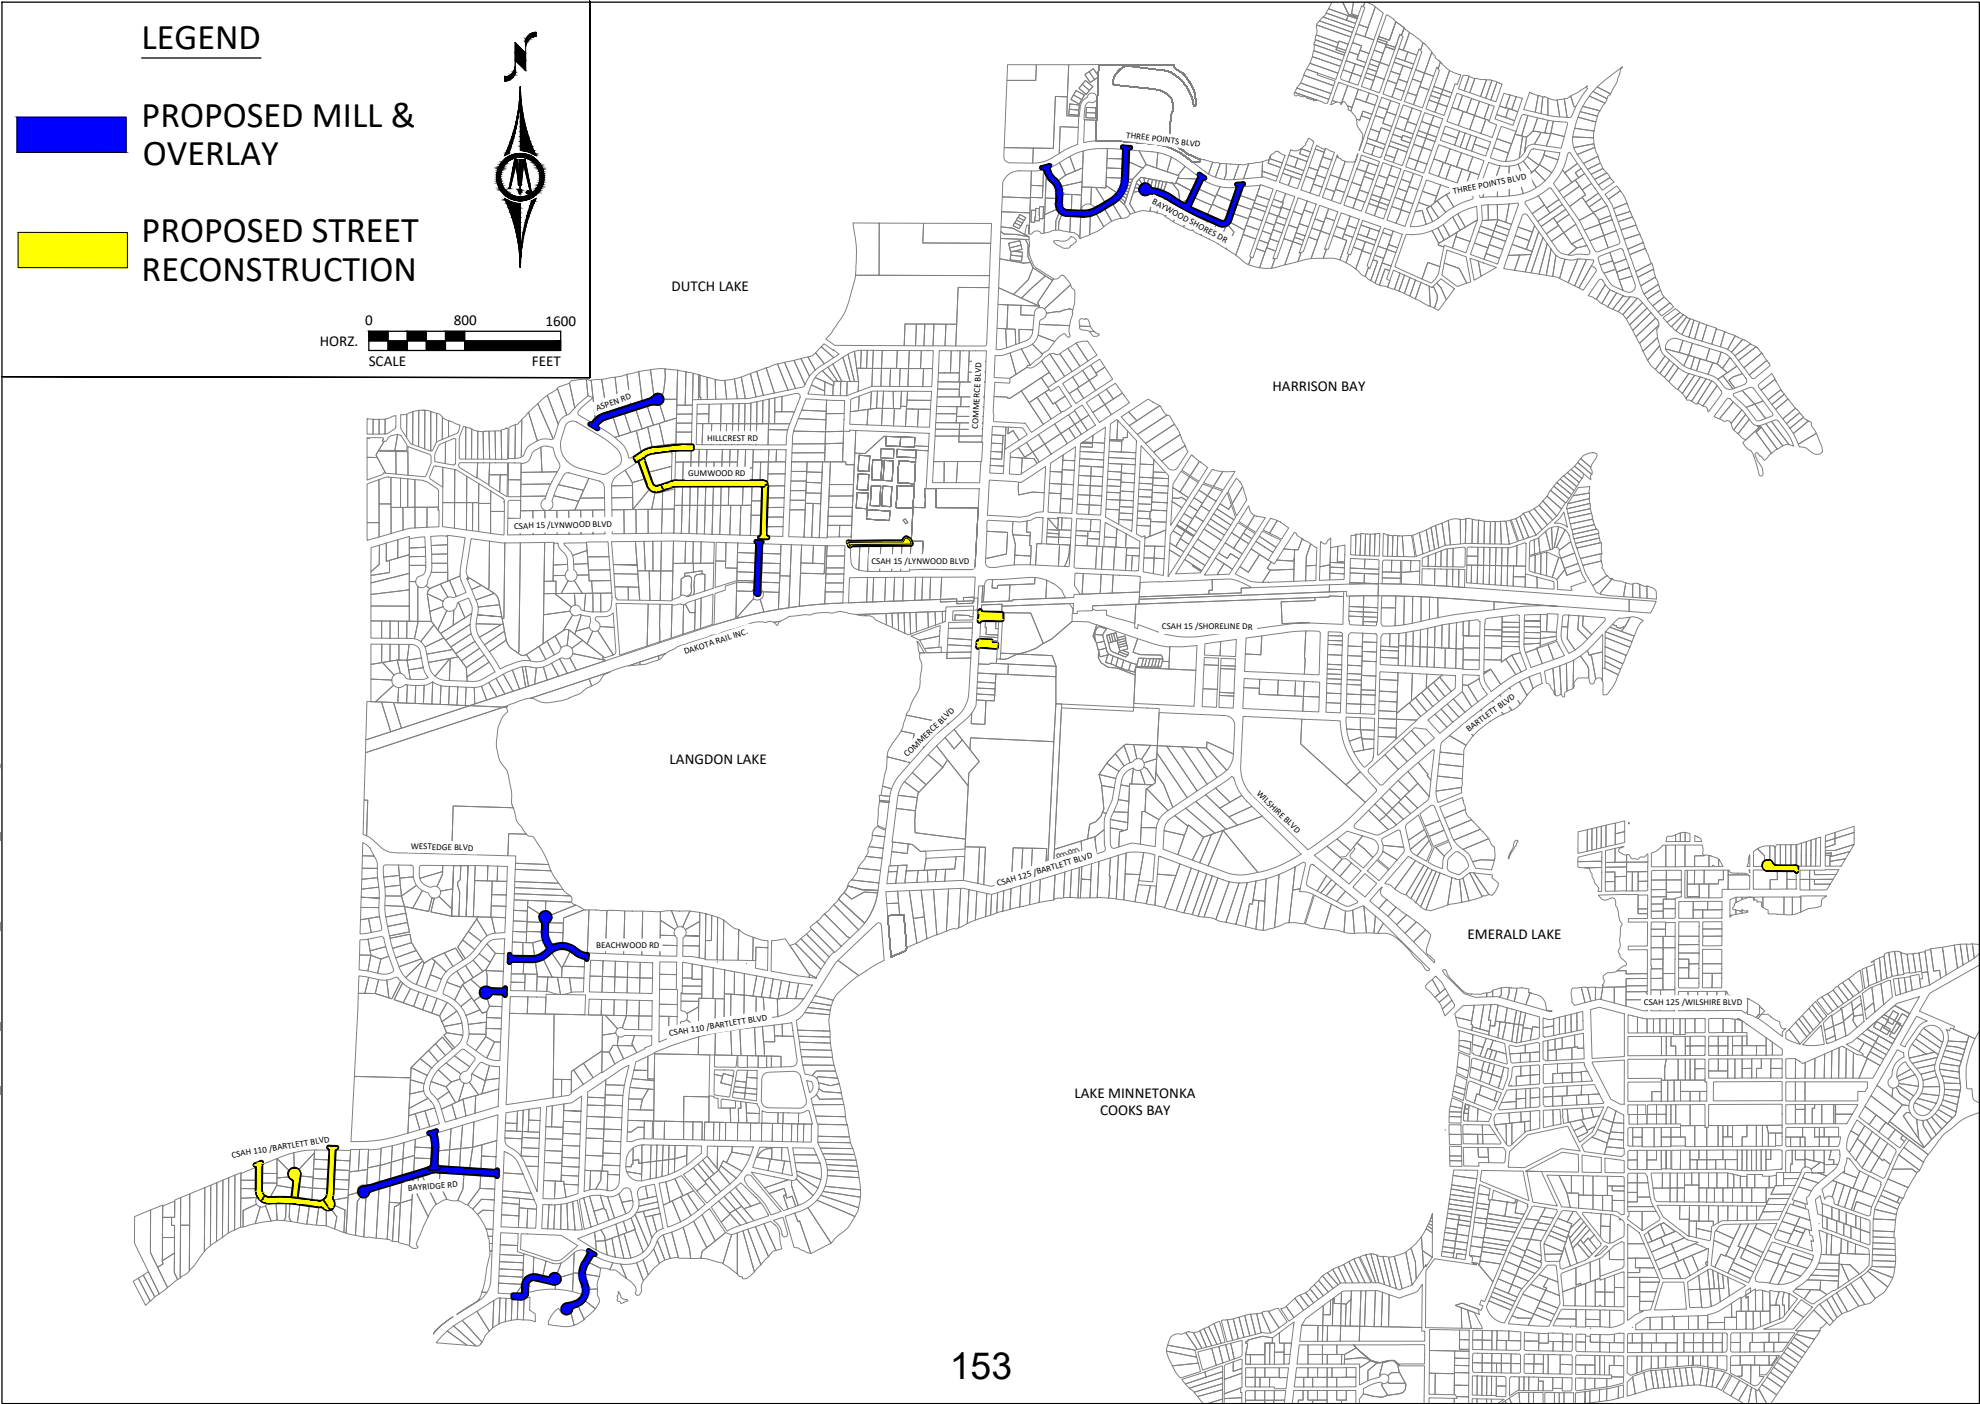 LEGEND
N
PROPOSED MILL &
OVERLAY
PROPOSED STREET
RECONSTRUCTION
0 800 1600
HORZ.
SCALE FEET
THREE POINTS BLVD
THREE POINTS BLVD
BAYWOOD SHORES DR
DUTCH LAKE
HARRISON BAY
COMMERCE BLVD
ASPEN RD
HILLCREST RD
GUMWOOD RD
CSAH 15 /LYNWOOD BLVD
CSAH 15 /LYNWOOD BLVD
DAKOTA RAIL INC.
CSAH 15 /SHORELINE DR
BARTLETT BLVD
COMMERCE BLVD
LANGDON LAKE
WILSHIRE BLVD
WESTEDGE BLVD
CSAH 125 /BARTLETT BLVD
BEACHWOOD RD
EMERALD LAKE
CSAH 125 /WILSHIRE BLVD
CSAH 110 /BARTLETT BLVD
LAKE MINNETONKA
COOKS BAY
CSAH 110 /BARTLETT BLVD
BAYRIDGE RD
153